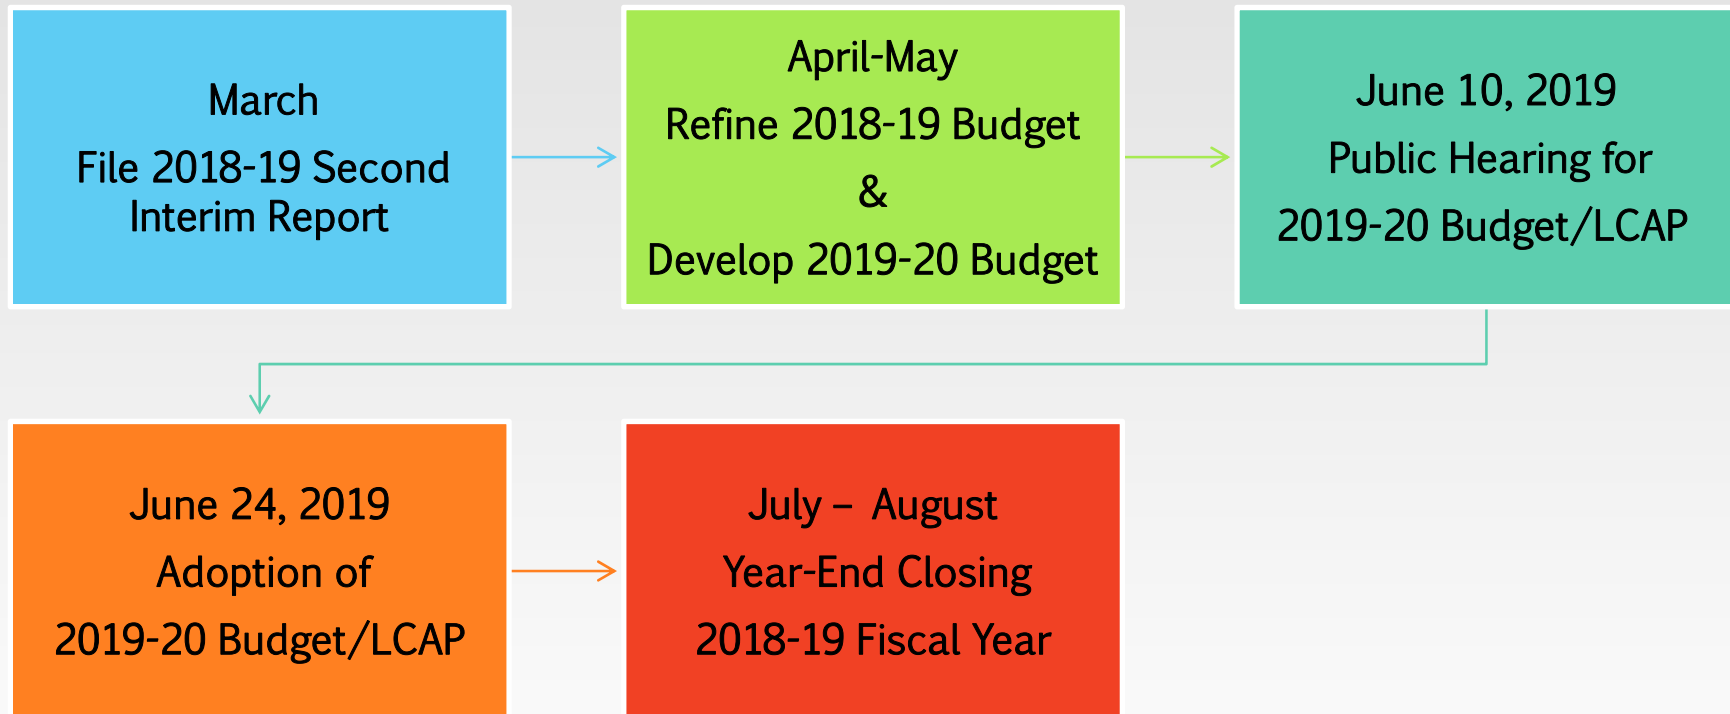 March
File 2018-19 Second
Interim Report
April-May
Refine 2018-19 Budget
&
Develop 2019-20 Budget
June 10, 2019
Public Hearing for
2019-20 Budget/LCAP
June 24, 2019
Adoption of
2019-20 Budget/LCAP
July – August
Year-End Closing
2018-19 Fiscal Year